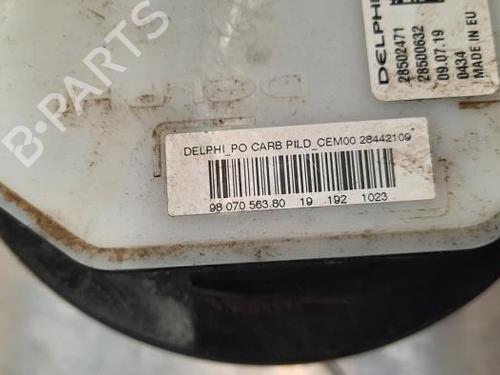 DELPHI
28502471
28500632
09.07.19
0434
MADE IN EU
DELPHI
DELPHI_PO CARB PILD_CEM00 28442109
98 070 563 80 19 192 1023